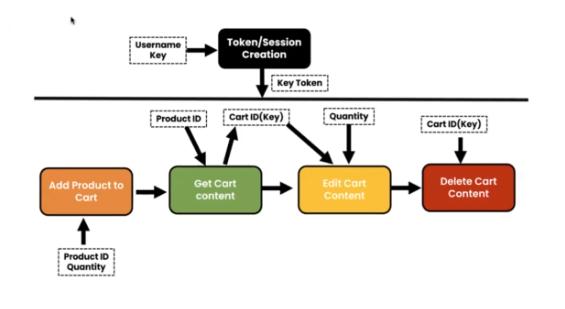 Username
Key
Token/Session
Creation
Key Token
Product ID
Cart ID(Key)
Quantity
Cart ID(Key)
Add Product to
Cart
Get Cart
content
Edit Cart
Content
Delete Cart
Content
Product ID
Quantity